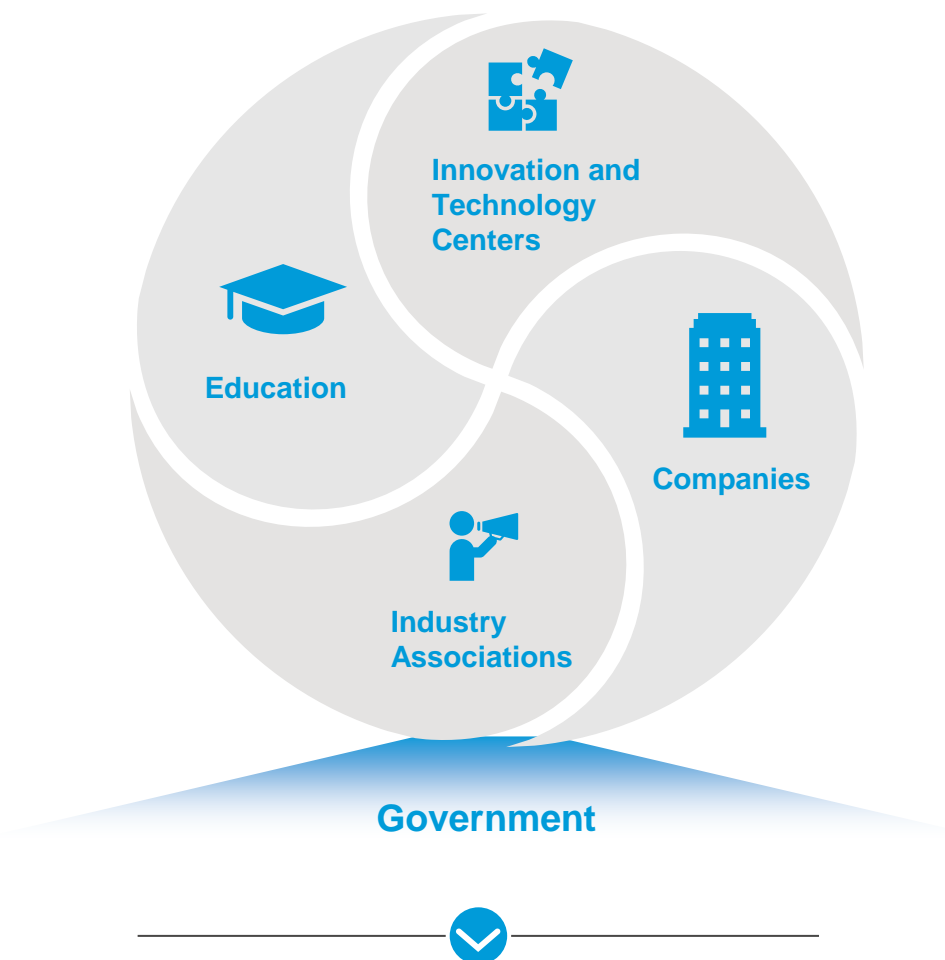 Innovation and
Technology
Centers
Education
Companies
Industry
Associations
Government